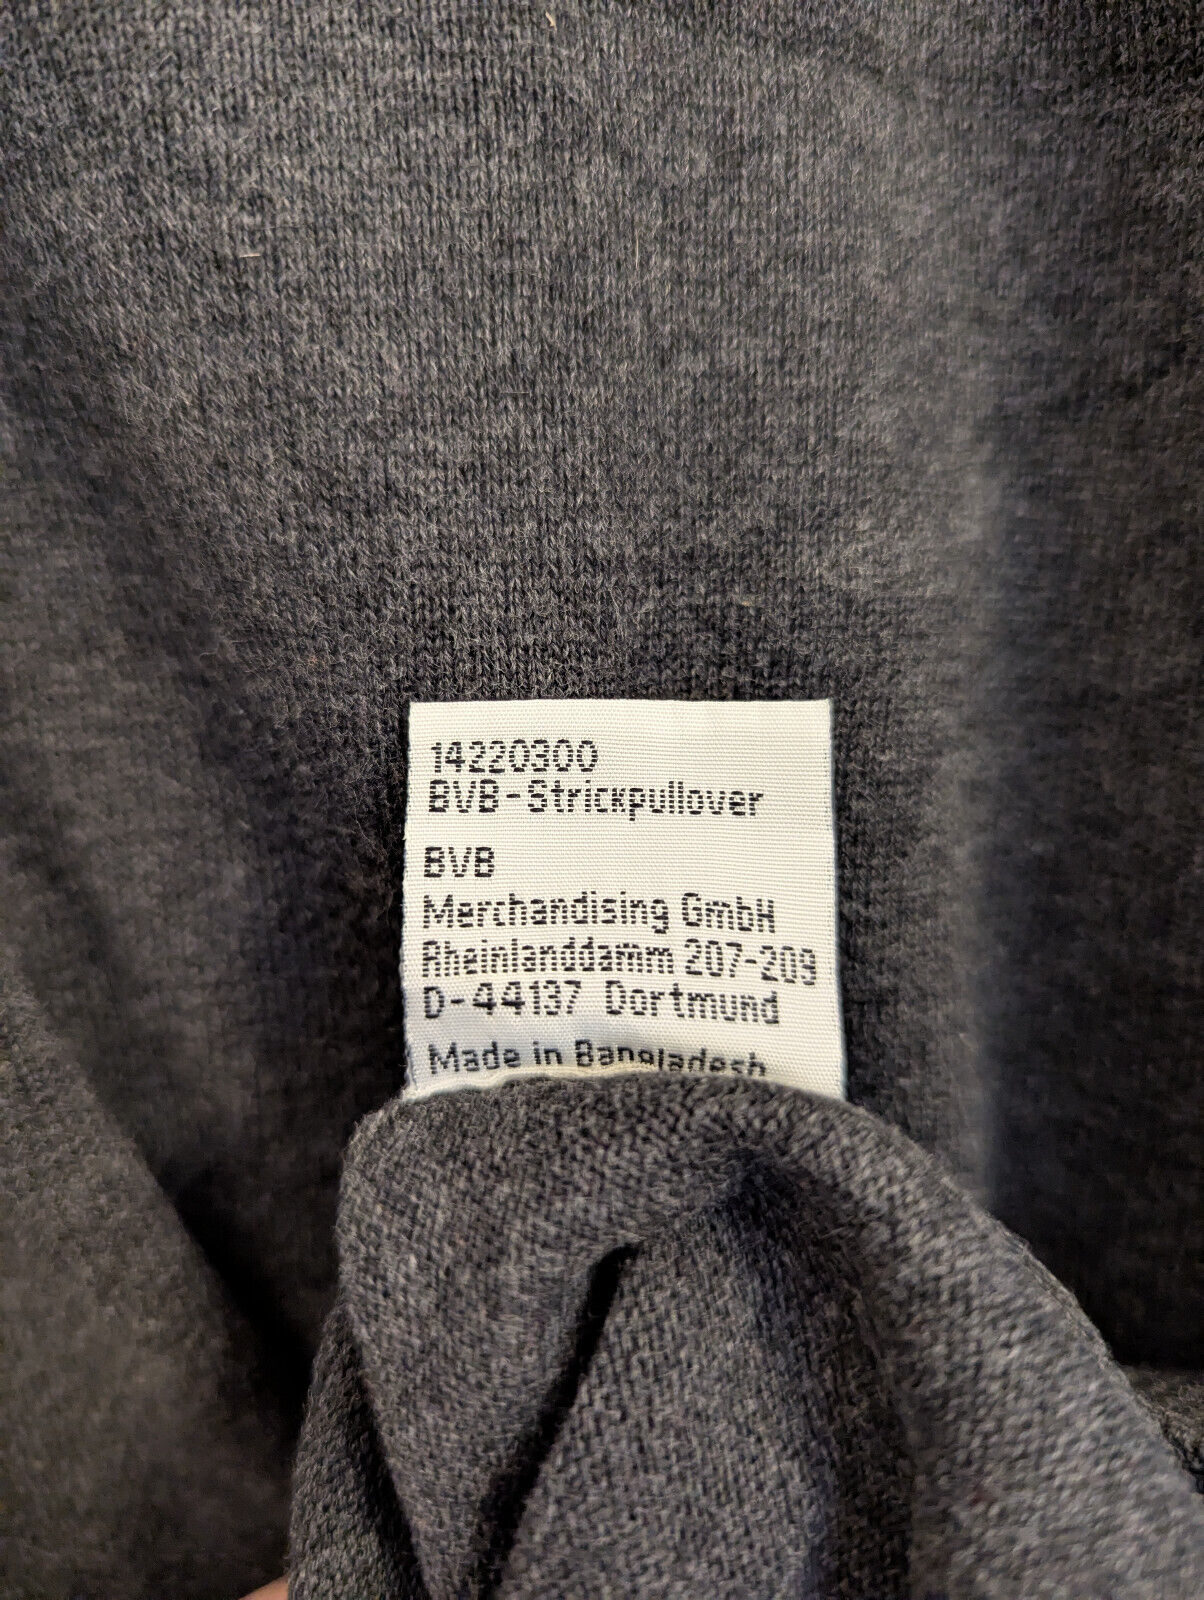 14220300
BVB-Strickpullover
BVB
Merchandising GmbH
Rheinlanddamm 207-209
D-44137 Dortmund
Made in Bangladesh